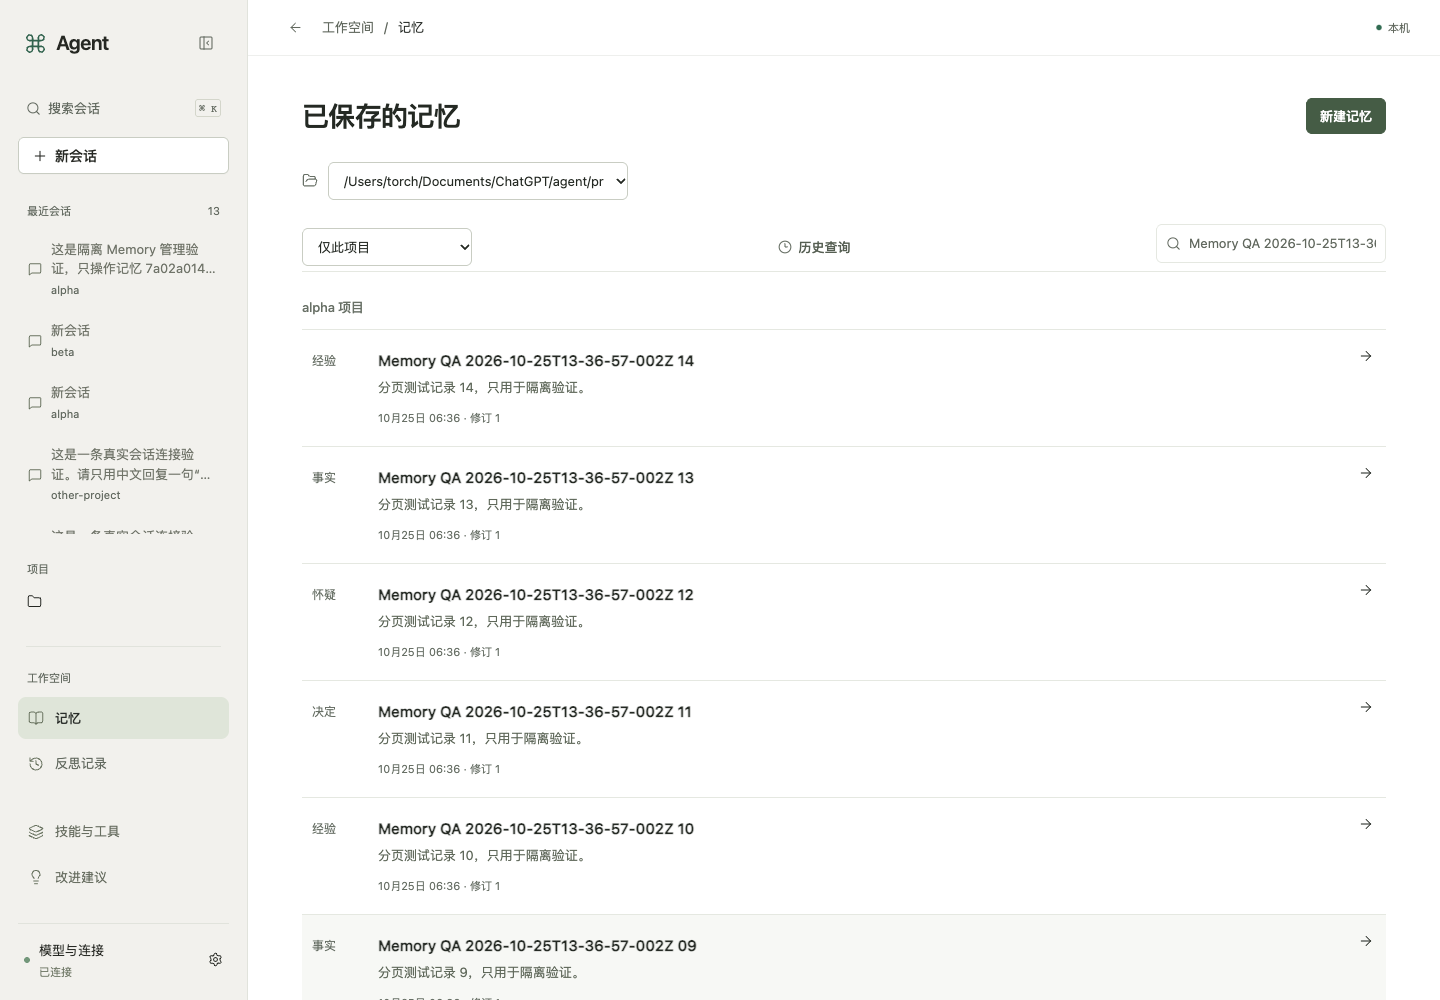 Agent
搜索会话
⌘ K
新会话
最近会话 13
这是隔离 Memory 管理验
证，只操作记忆 7a02a014...
alpha
新会话
beta
新会话
alpha
这是一条真实会话连接验
证。请只用中文回复一句“...
other-project
这是一条真实会话连接验
项目
工作空间
记忆
反思记录
技能与工具
改进建议
模型与连接
已连接
工作空间 / 记忆
本机
已保存的记忆
新建记忆
/Users/torch/Documents/ChatGPT/agent/pr
仅此项目
历史查询
Memory QA 2026-10-25T13-3
alpha 项目
经验
Memory QA 2026-10-25T13-36-57-002Z 14
分页测试记录 14，只用于隔离验证。
10月25日 06:36 · 修订 1
事实
Memory QA 2026-10-25T13-36-57-002Z 13
分页测试记录 13，只用于隔离验证。
10月25日 06:36 · 修订 1
怀疑
Memory QA 2026-10-25T13-36-57-002Z 12
分页测试记录 12，只用于隔离验证。
10月25日 06:36 · 修订 1
决定
Memory QA 2026-10-25T13-36-57-002Z 11
分页测试记录 11，只用于隔离验证。
10月25日 06:36 · 修订 1
经验
Memory QA 2026-10-25T13-36-57-002Z 10
分页测试记录 10，只用于隔离验证。
10月25日 06:36 · 修订 1
事实
Memory QA 2026-10-25T13-36-57-002Z 09
分页测试记录 9，只用于隔离验证。